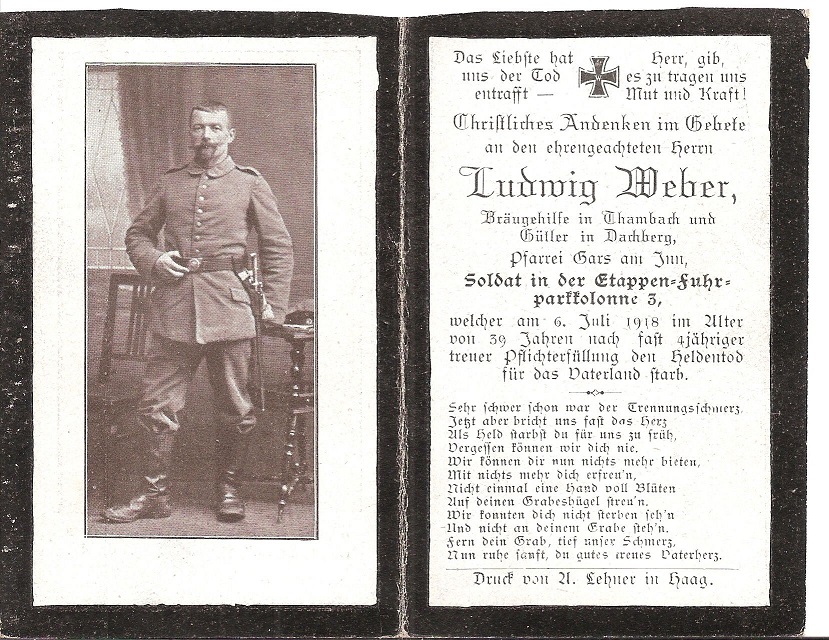 Das Liebste hat
uns der Tod
entrafft —
Herr, gib,
es zu tragen uns
Mut und Kraft!
W
Christliches Andenken im Gebete
an den ehrengeachteten Herrn
Ludwig Weber,
Bräugehilfe in Thambach und
Gütler in Dachberg,
Pfarrei Gars am Inn,
Soldat in der Etappen-Fuhr-
parkkolonne 3,
welcher am 6. Juli 1918 im Alter
von 39 Jahren nach fast 4jähriger
treuer Pflichterfüllung den Heldentod
für das Vaterland starb.
Sehr schwer schon war der Trennungsschmerz,
Jetzt aber bricht uns fast das Herz
Als Held starbst du für uns zu früh,
Vergessen können wir dich nie.
Wir können dir nun nichts mehr bieten,
Mit nichts mehr dich erfreu'n,
Nicht einmal eine Hand voll Blüten
Auf deinen Grabeshügel streu'n.
Wir konnten dich nicht sterben seh'n
Und nicht an deinem Grabe steh'n.
Fern dein Grab, tief unser Schmerz,
Nun ruhe sanft, du gutes treues Vaterherz.
Druck von A. Lehner in Haag.